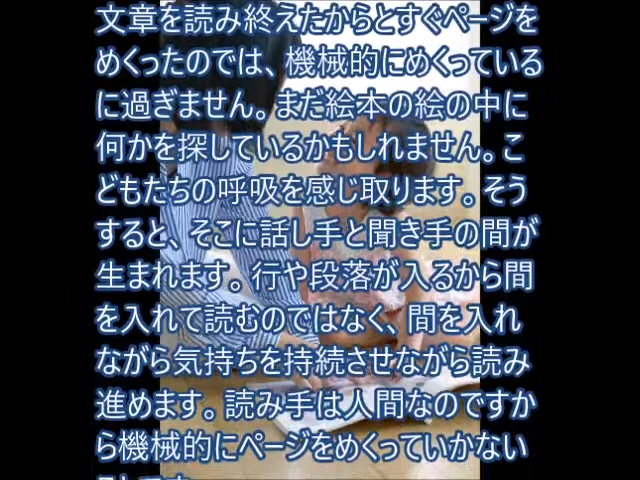 文章を読み終えたからとすぐページを
めくったのでは、機械的にめくっている
に過ぎません。まだ絵本の絵の中に
何かを探しているかもしれません。こ
どもたちの呼吸を感じ取ります。そう
すると、そこに話し手と聞き手の間が
生まれます。行や段落が入るから間
を入れて読むのではなく、間を入れ
ながら気持ちを持続させながら読み
進めます。読み手は人間なのですか
ら機械的にページをめくっていかない